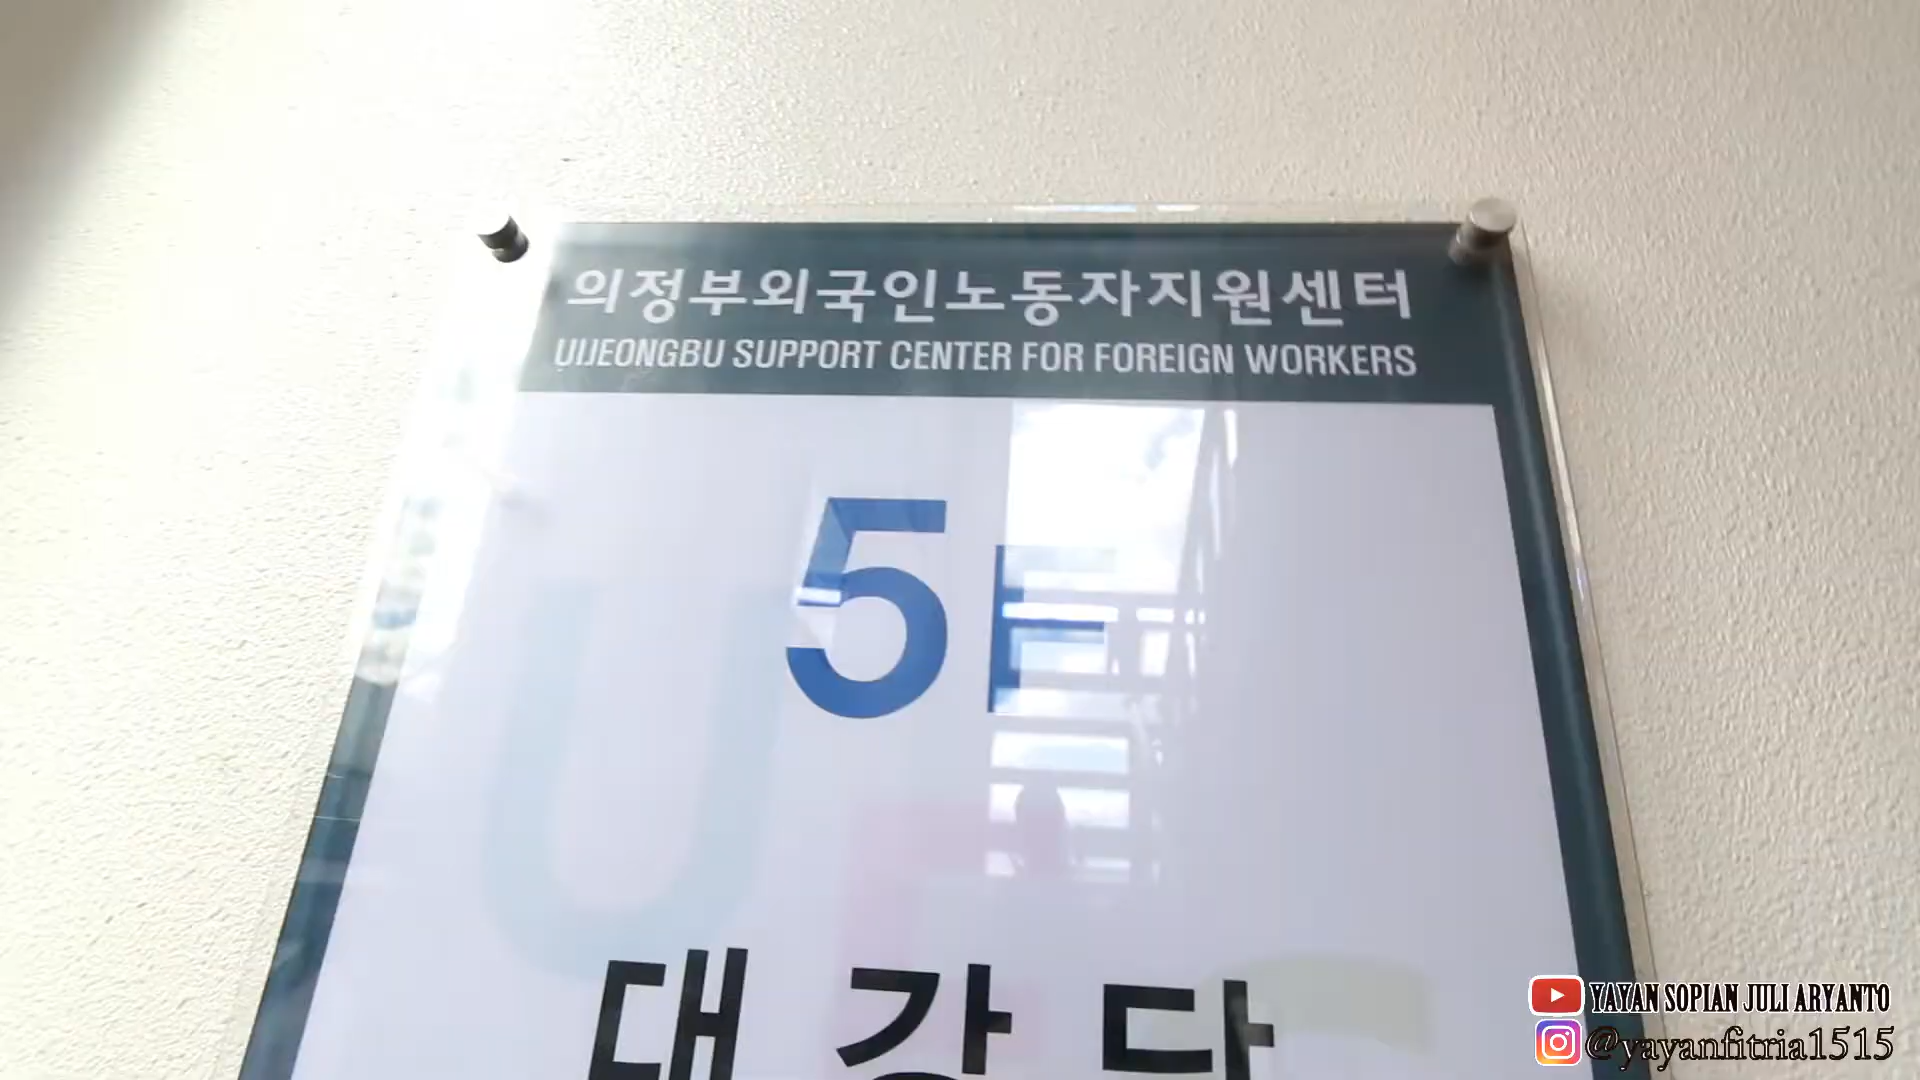 의정부외국인노동자지원센터
UIJEONGBU SUPPORT CENTER FOR FOREIGN WORKERS
5F
대강당
YAYAN SOPIAN JULI ARYANTO
@yayanfitria1515